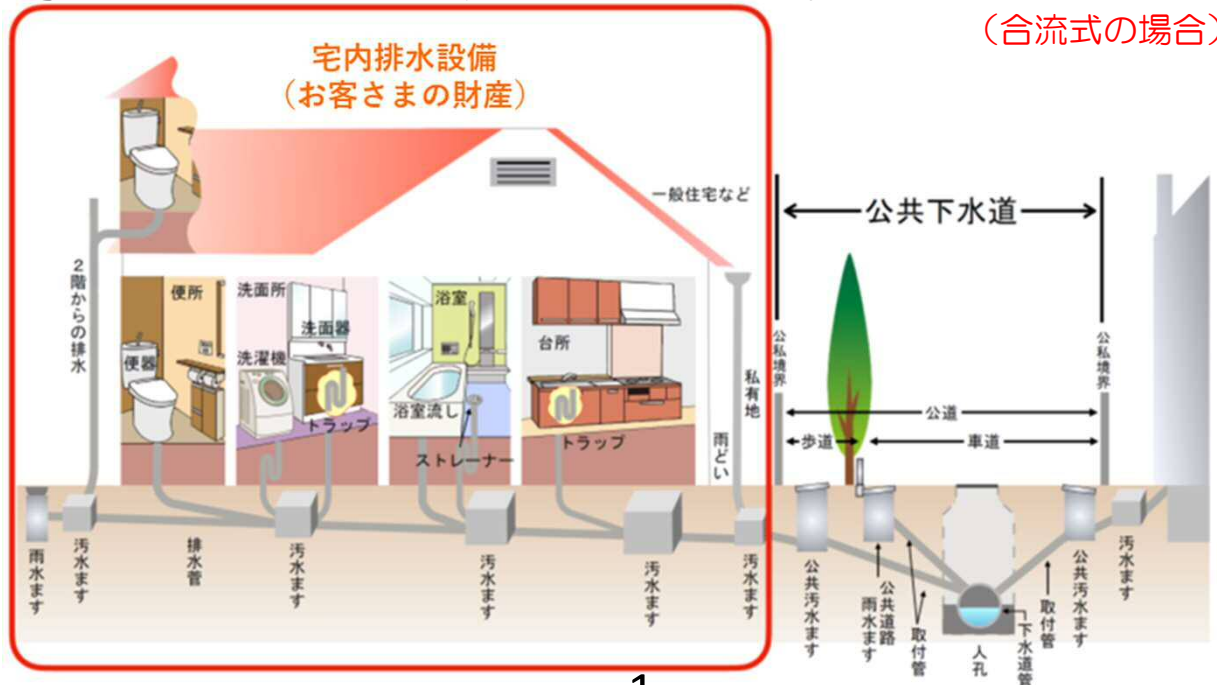 （合流式の場合）
宅内排水設備
（お客さまの財産）
一般住宅など
公共下水道
2階からの排水
便所
便器
洗面所
洗面器
洗濯機
トラップ
浴室
浴室流し
ストレーナー
台所
トラップ
私有地
雨どい
公私境界
公私境界
公道
歩道
車道
雨水ます
汚水ます
排水管
汚水ます
汚水ます
汚水ます
汚水ます
公共汚水ます
公共道路
雨水ます
取付管
人孔
下水道管
取付管
公共汚水ます
汚水ます